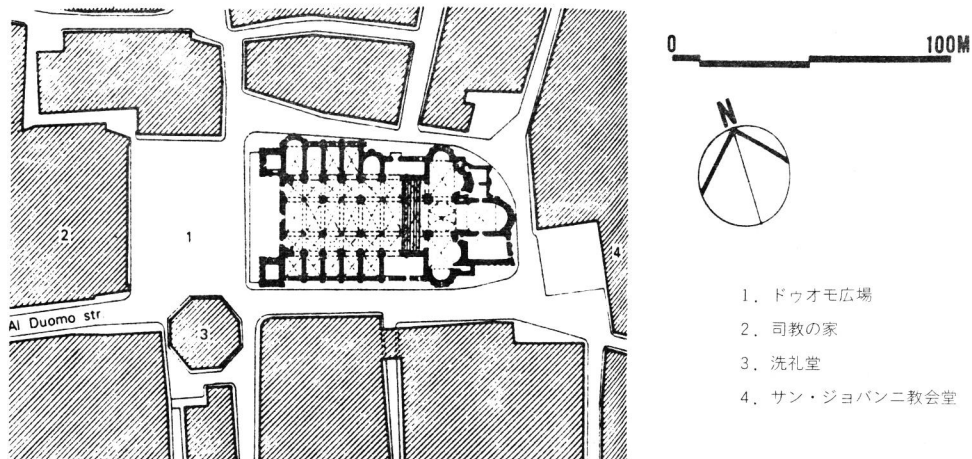 0 100M
N
1
2
3
4
Al Duomo str.
1. ドゥオモ広場
2. 司教の家
3. 洗礼堂
4. サン・ジョバンニ教会堂